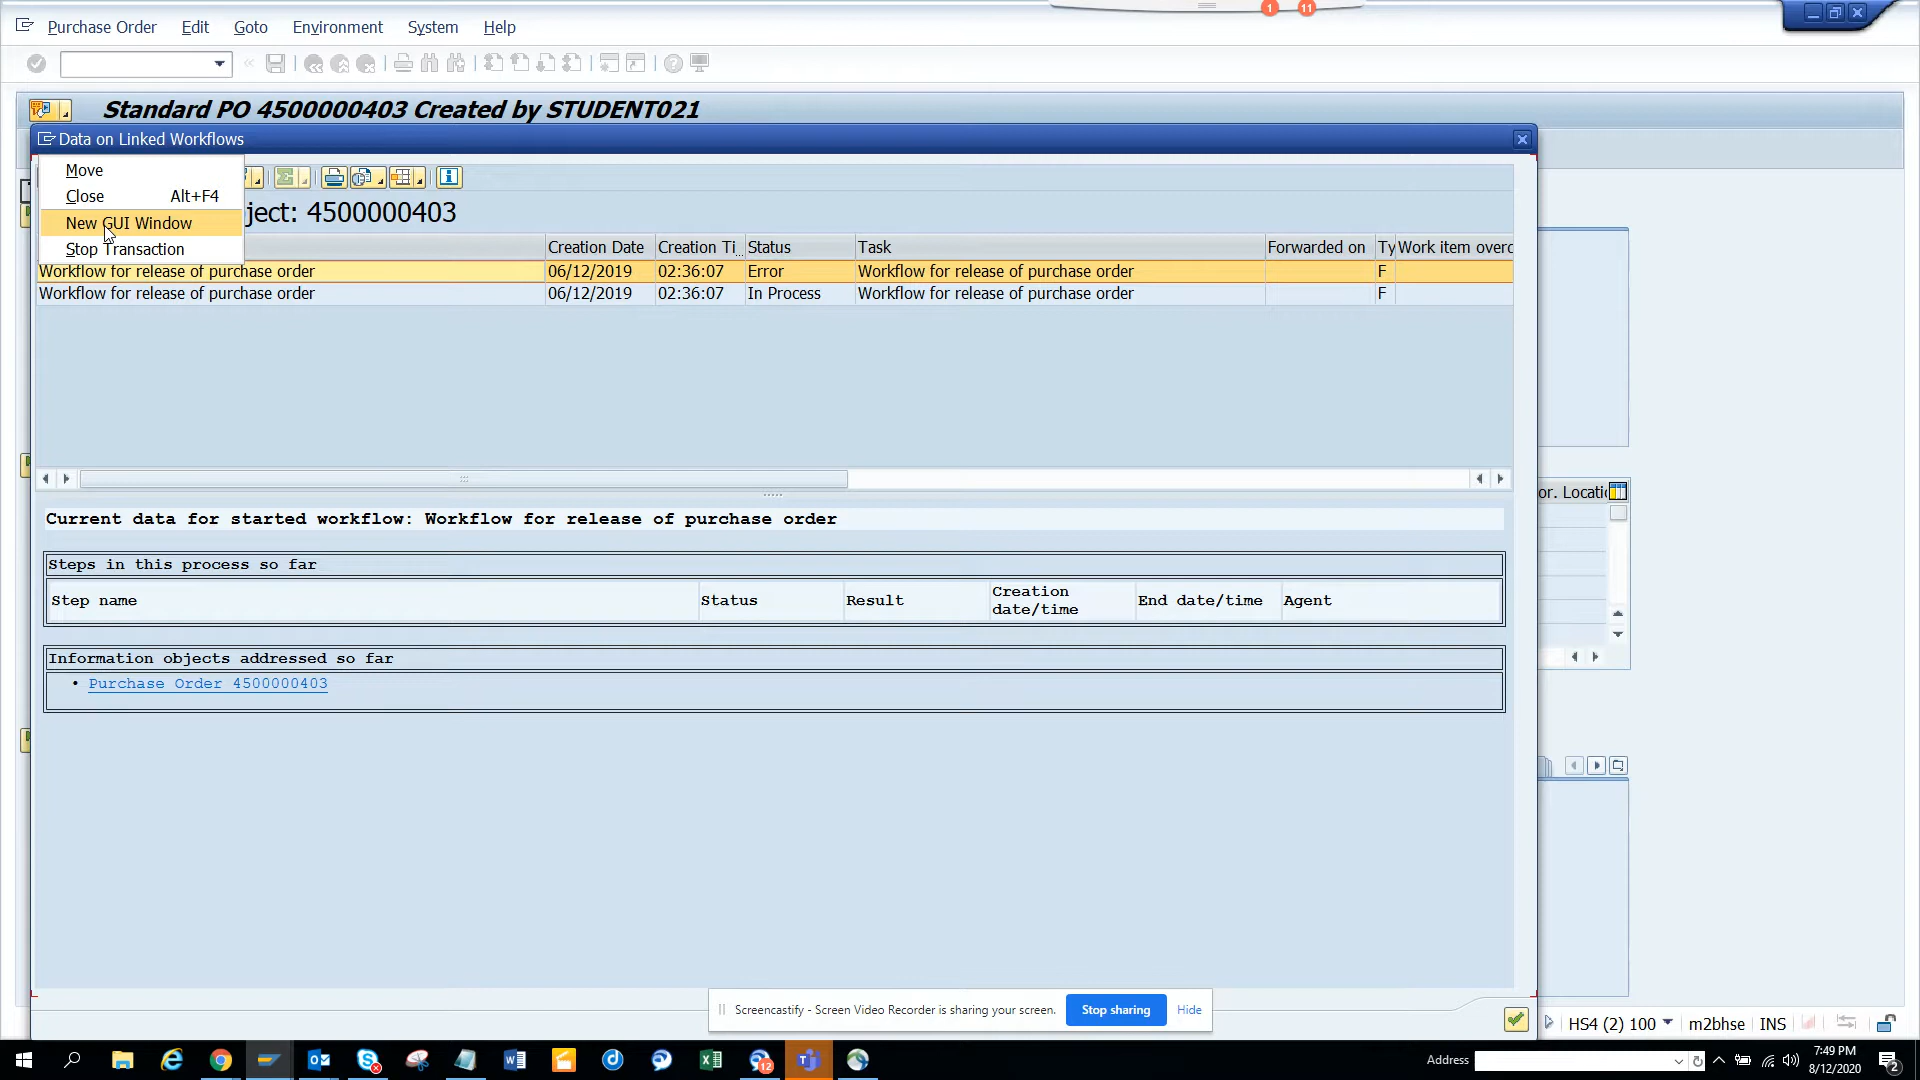 1 11
Purchase Order Edit Goto Environment System Help
Standard PO 4500000403 Created by STUDENT021
Data on Linked Workflows
Move
Close Alt+F4
New GUI Window
Stop Transaction
ject: 4500000403
Creation Date Creation Ti... Status Task Forwarded on Ty Work item overd
Workflow for release of purchase order 06/12/2019 02:36:07 Error Workflow for release of purchase order F
Workflow for release of purchase order 06/12/2019 02:36:07 In Process Workflow for release of purchase order F
or. Locatio
Current data for started workflow: Workflow for release of purchase order
Steps in this process so far
Step name Status Result Creation date/time End date/time Agent
Information objects addressed so far
• Purchase Order 4500000403
Screencastify - Screen Video Recorder is sharing your screen. Stop sharing Hide
HS4 (2) 100 m2bhse INS
12
Address
7:49 PM
8/12/2020
2